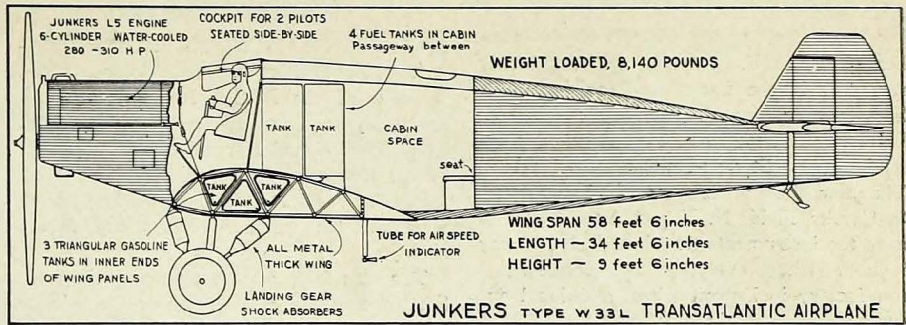 JUNKERS L5 ENGINE
6-CYLINDER WATER-COOLED
280-310 H P
COCKPIT FOR 2 PILOTS
SEATED SIDE-BY-SIDE
4 FUEL TANKS IN CABIN
Passageway between
WEIGHT LOADED, 8,140 POUNDS
TANK
TANK
CABIN
SPACE
seat
TANK
TANK
TANK
3 TRIANGULAR GASOLINE
TANKS IN INNER ENDS
OF WING PANELS
ALL METAL
THICK WING
LANDING GEAR
SHOCK ABSORBERS
TUBE FOR AIR SPEED
INDICATOR
WING SPAN 58 feet 6 inches
LENGTH ~ 34 feet 6 inches
HEIGHT ~ 9 feet 6 inches
JUNKERS TYPE W33L TRANSATLANTIC AIRPLANE